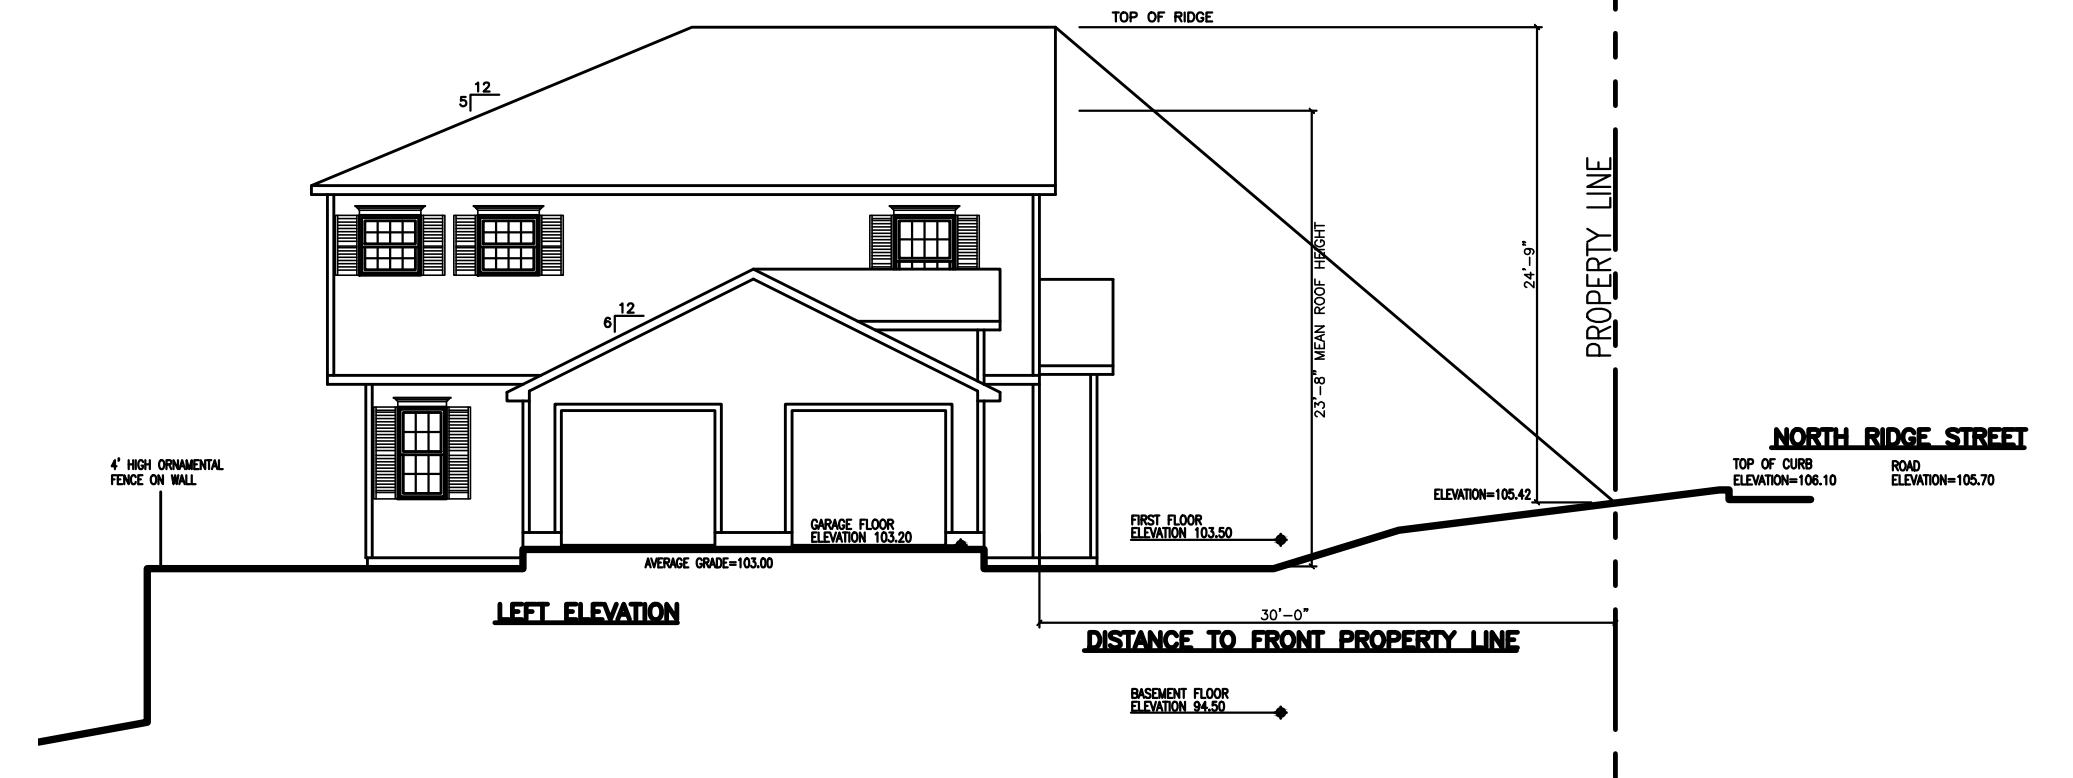 TOP OF RIDGE
12
5
PROPERTY LINE
24'-9"
23'-8" MEAN ROOF HEIGHT
12
6
NORTH RIDGE STREET
TOP OF CURB
ELEVATION=106.10
ROAD
ELEVATION=105.70
4' HIGH ORNAMENTAL
FENCE ON WALL
ELEVATION=105.42
GARAGE FLOOR
ELEVATION 103.20
FIRST FLOOR
ELEVATION 103.50
AVERAGE GRADE=103.00
LEFT ELEVATION
30'-0"
DISTANCE TO FRONT PROPERTY LINE
BASEMENT FLOOR
ELEVATION 94.50